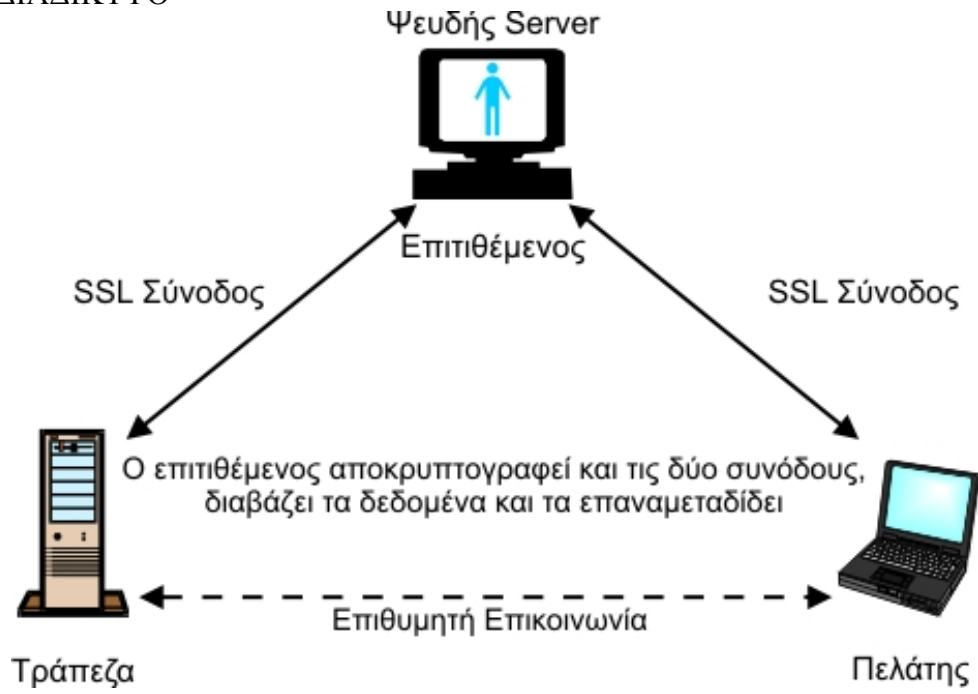 ΔΙΑΔΙΚΤΥΟ
Ψευδής Server
Επιτιθέμενος
SSL Σύνοδος
SSL Σύνοδος
Ο επιτιθέμενος αποκρυπτογραφεί και τις δύο συνόδους,
διαβάζει τα δεδομένα και τα επαναμεταδίδει
Επιθυμητή Επικοινωνία
Τράπεζα
Πελάτης